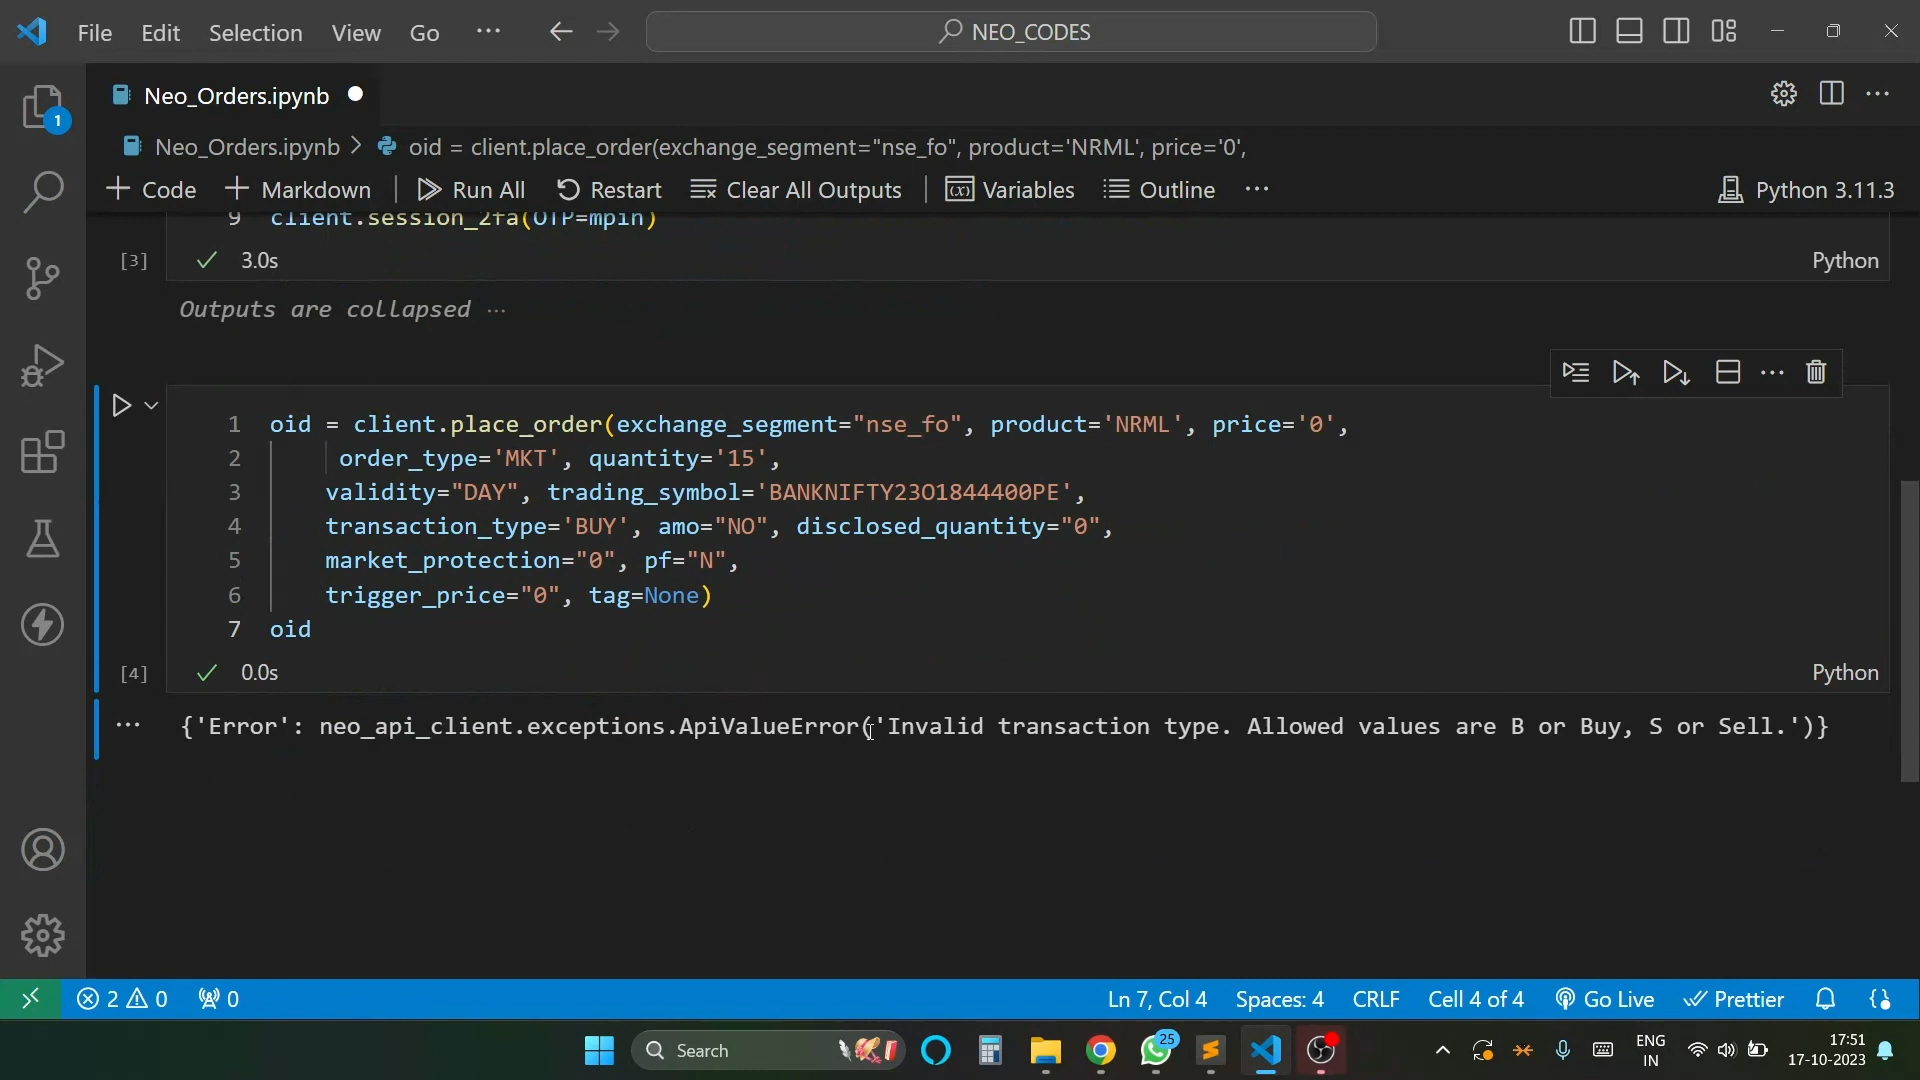 File Edit Selection View Go ··· NEO_CODES
Neo_Orders.ipynb
Neo_Orders.ipynb > oid = client.place_order(exchange_segment="nse_fo", product='NRML', price='0',
+ Code + Markdown | Run All Restart Clear All Outputs | Variables Outline ··· Python 3.11.3
9 client.session_2fa(OTP=mpin)
[3] ✓ 3.0s Python
Outputs are collapsed ···
1 oid = client.place_order(exchange_segment="nse_fo", product='NRML', price='0',
2 order_type='MKT', quantity='15',
3 validity="DAY", trading_symbol='BANKNIFTY23O1844400PE',
4 transaction_type='BUY', amo="NO", disclosed_quantity="0",
5 market_protection="0", pf="N",
6 trigger_price="0", tag=None)
7 oid
[4] ✓ 0.0s Python
··· {'Error': neo_api_client.exceptions.ApiValueError('Invalid transaction type. Allowed values are B or Buy, S or Sell.')}
1
2 0 0 Ln 7, Col 4 Spaces: 4 CRLF Cell 4 of 4 Go Live Prettier
Search 25 ENG 17:51
IN 17-10-2023